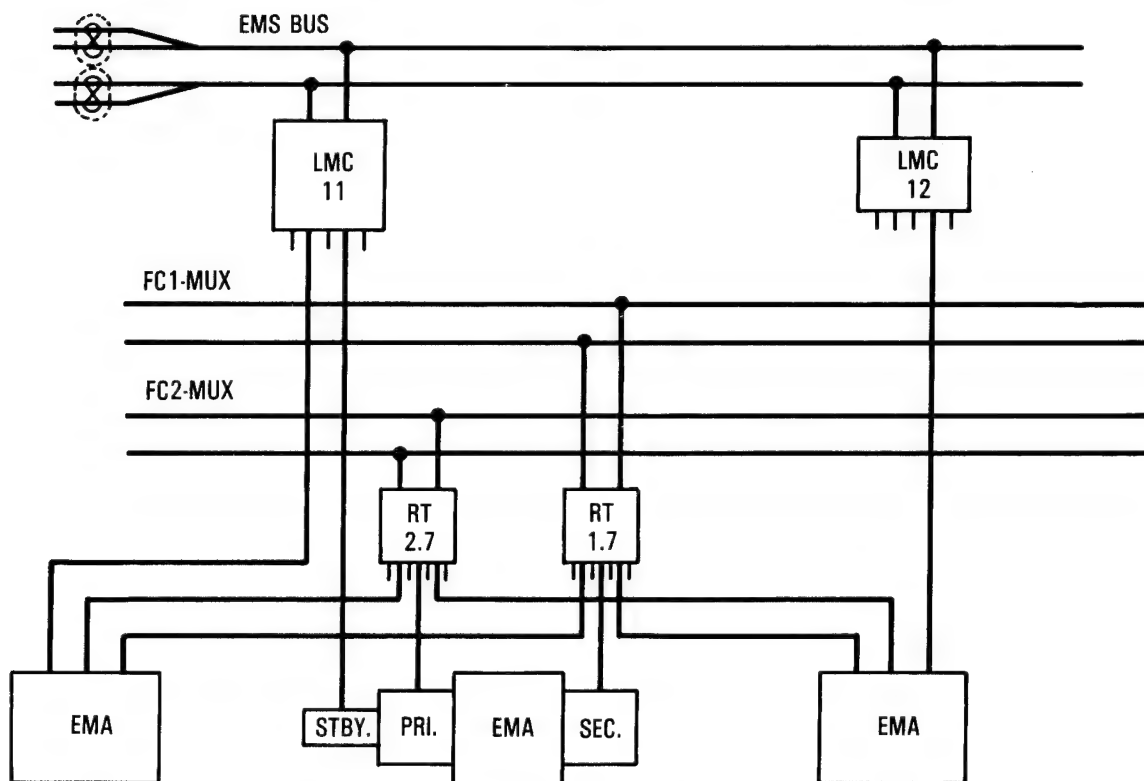 EMS BUS
LMC
11
LMC
12
FC1-MUX
FC2-MUX
RT
2.7
RT
1.7
EMA
STBY.
PRI.
EMA
SEC.
EMA